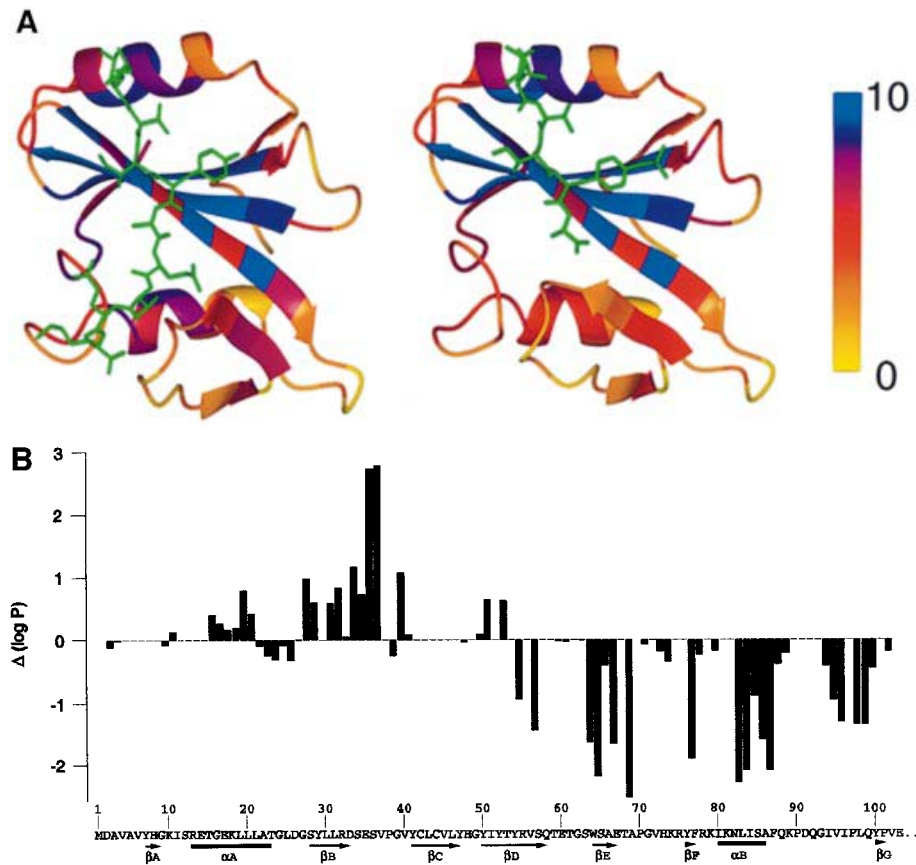 A
10
0
B
3
2
1
0
-1
-2
Δ (log P)
1 10 20 30 40 50 60 70 80 90 100
MDAVAVYHGKISRETGEKLLLATGLDGSYLLRDSESVPGVYCLCVLYHGYIYTYRVSQTETGSWSAETAPGVHKRYFRKIKNLISAFQKPDQGIVIPLQYPVE..
βA αA βB βC βD βE βF αB βG